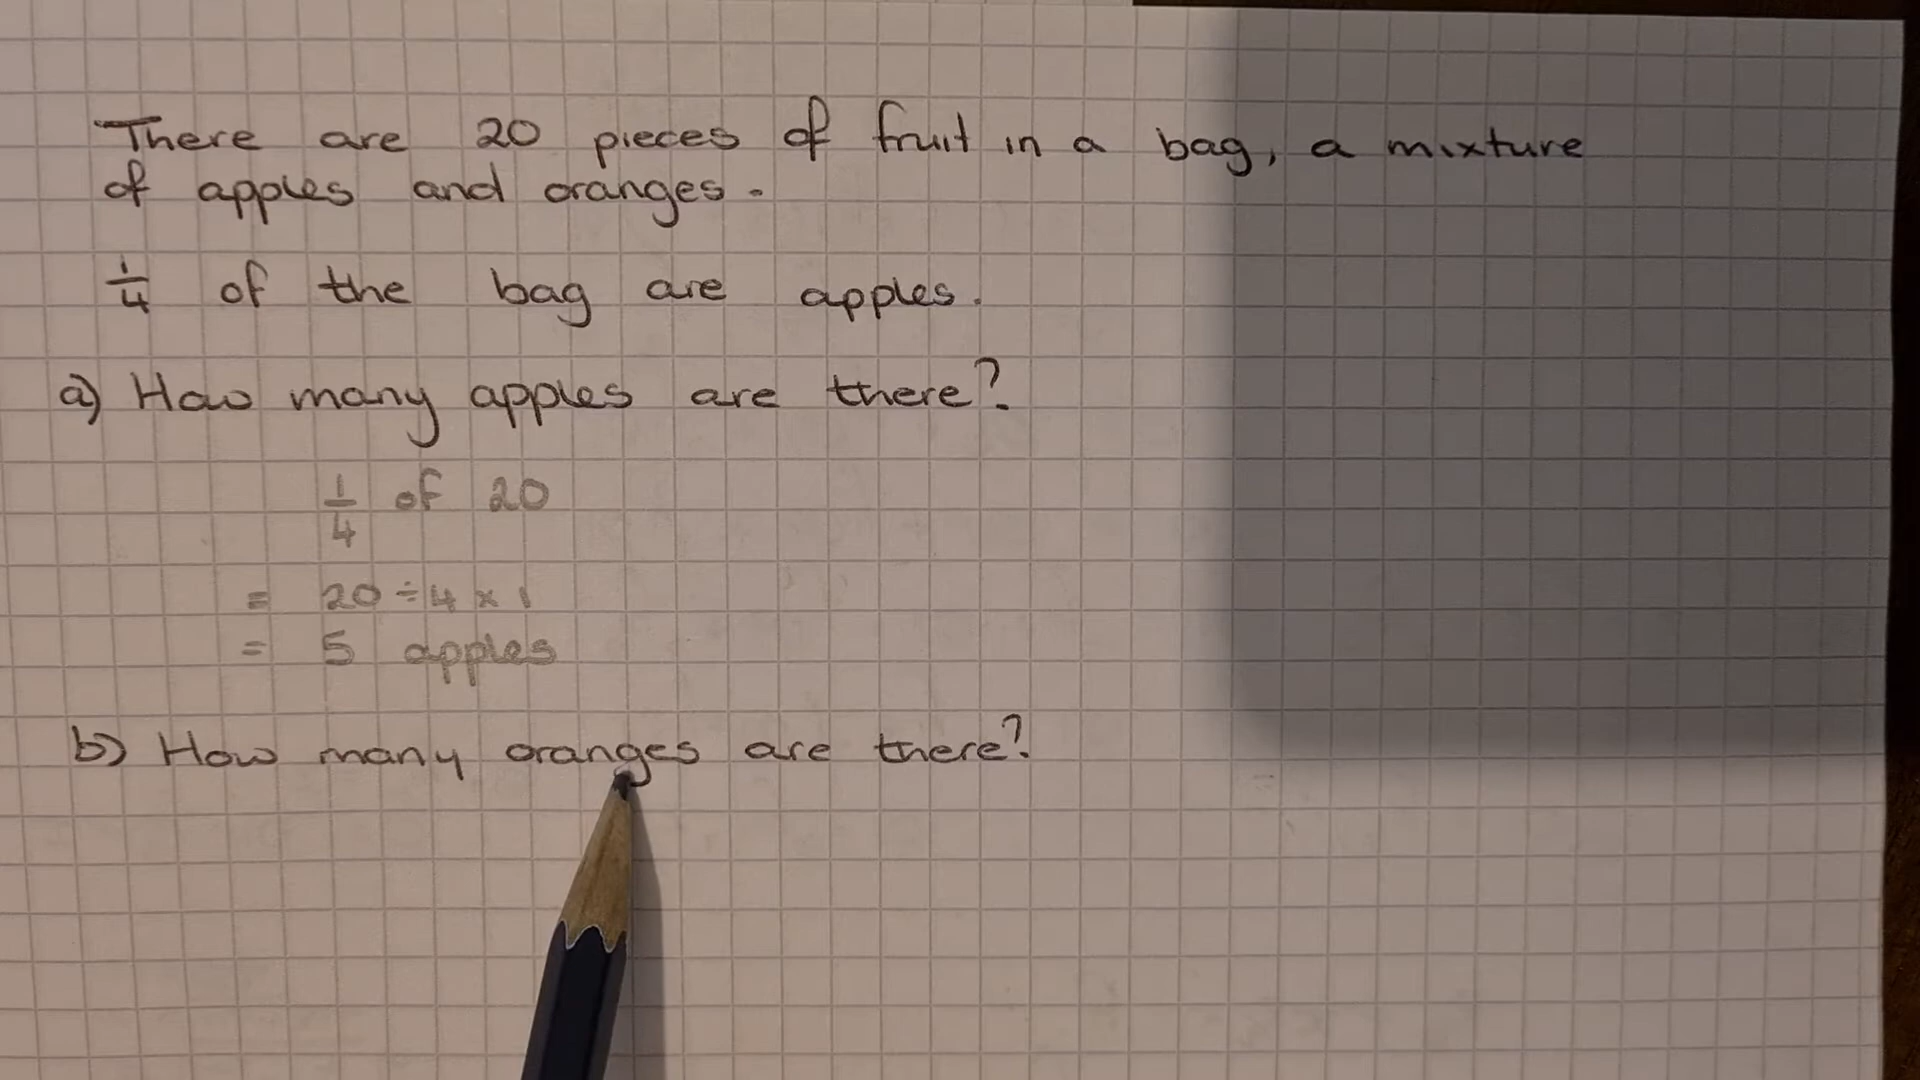 There are 20 pieces of fruit in a bag, a mixture
of apples and oranges.
1/4 of the bag are apples.
a) How many apples are there?
1/4 of 20
= 20 ÷ 4 × 1
= 5 apples
b) How many oranges are there?